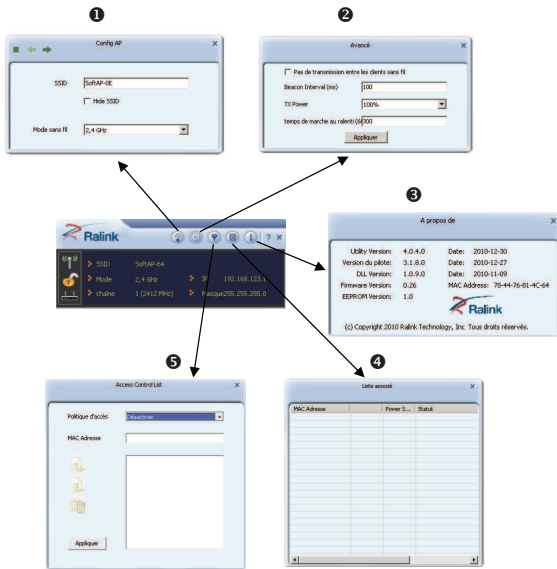 ❶
Config AP
SSID
SoftAP-0E
Hide SSID
Mode sans fil
2,4 GHz
❷
Avancé
Pas de transmission entre les clients sans fil
Beacon Interval (ms)
100
TX Power
100%
temps de marche au ralenti (60
300
Appliquer
Ralink
SSID
SoftAP-64
Mode
2,4 GHz
IP
192.168.123.1
chaîne
1 (2412 MHz)
Masque
255.255.255.0
❸
A propos de
Utility Version: 4.0.4.0 Date: 2010-12-30
Version du pilote: 3.1.8.0 Date: 2010-12-27
DLL Version: 1.0.9.0 Date: 2010-11-09
Firmware Version: 0.26 MAC Address: 78-44-76-81-4C-64
EEPROM Version: 1.0
Ralink
(c) Copyright 2010 Ralink Technology, Inc Tous droits réservés.
❺
Access Control List
Politique d'accès
Désactiver
MAC Adresse
Appliquer
❹
Liste associé
MAC Adresse Power S... Statut